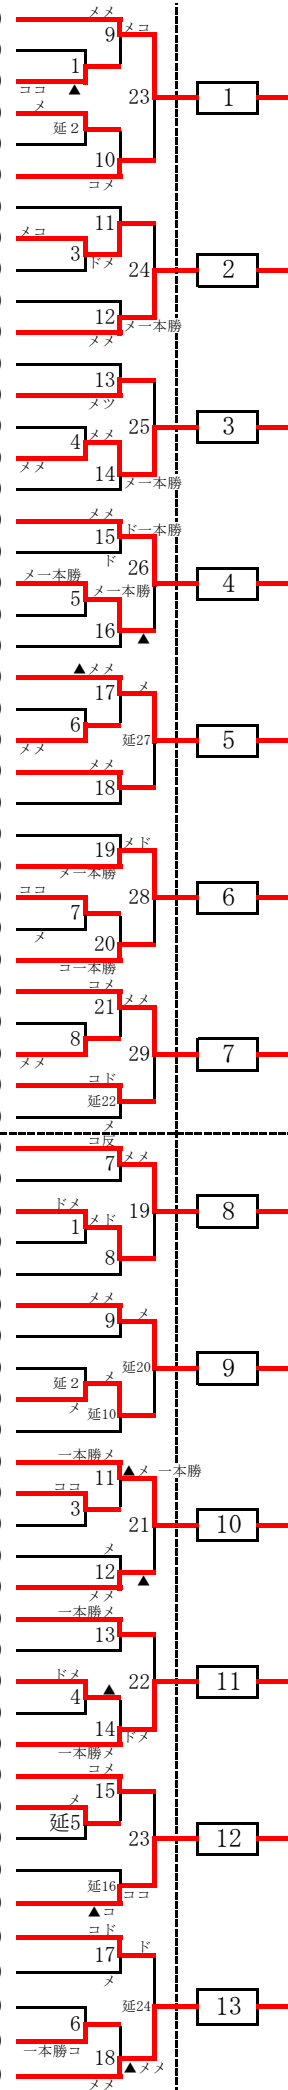 メメ
9 メコ
1
ココ ▲
23 1
メ
延2
10
コメ
11
メコ
3 ドメ
24 2
12 メ一本勝
メメ
13
メツ
25 3
4 メメ
メメ
14 メ一本勝
メメ
15 ド一本勝
ド
26
メ一本勝 メ一本勝
4
5
16 ▲
▲メメ
17 メ
6
延27 5
メメ
メメ
18
19 メド
メ一本勝
ココ
28 6
7
メ
20
コ一本勝
コメ
21 メメ
8
29 7
メメ
コド
延22
メ
コ反
7 メメ
ドメ
19 8
1 メド
8
メメ
9 メ
延20 9
延2 メ
メ 延10
一本勝メ
11 ▲メ 一本勝
ココ
3
21 10
メ
12 ▲
メメ
一本勝メ
13
ドメ
22 11
4 ▲
14 ドメ
一本勝メ
コメ
15
メ
延5
23 12
延16 ココ
▲コ
コド
17 ド
メ
延24 13
6
一本勝コ
18 ▲メメ
メメ